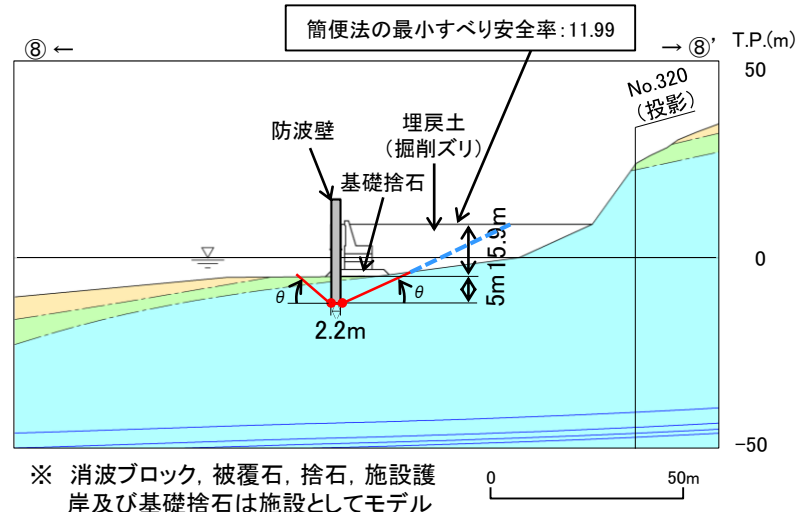 簡便法の最小すべり安全率:11.99
⑧ ←
→ ⑧'
T.P.(m)
50
No.320
(投影)
防波壁
埋戻土
(掘削ズリ)
基礎捨石
15.9m
0
5m
θ
θ
2.2m
-50
※ 消波ブロック, 被覆石, 捨石, 施設護
岸及び基礎捨石は施設としてモデル
0
50m